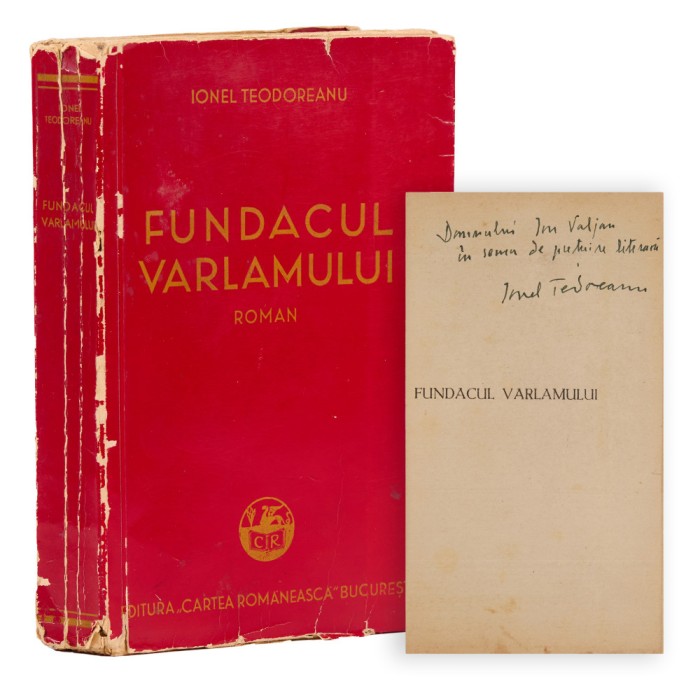 IONEL
TEODOREANU
FUNDACUL
VARLAMULUI
IONEL TEODOREANU
FUNDACUL
VARLAMULUI
ROMAN
CR
EDITURA „CARTEA ROMANEASCĂ" BUCUREȘT
Domnului Ion Valjan
în semn de prețuire literară
Ionel Teodoreanu
FUNDACUL VARLAMULUI